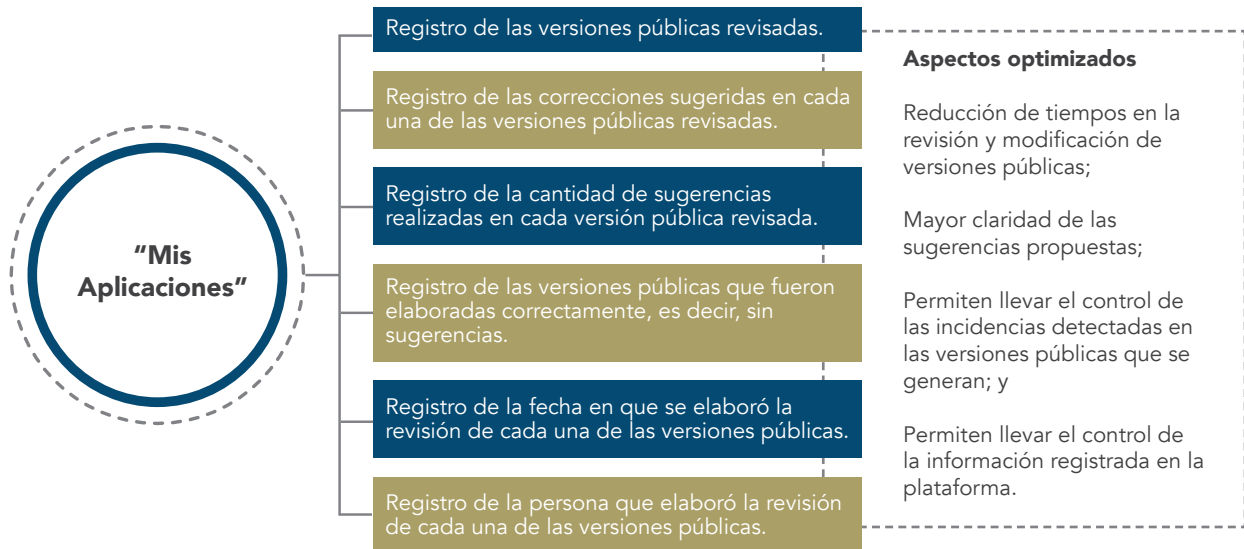 “Mis
Aplicaciones”
Registro de las versiones públicas revisadas.
Registro de las correcciones sugeridas en cada
una de las versiones públicas revisadas.
Registro de la cantidad de sugerencias
realizadas en cada versión pública revisada.
Registro de las versiones públicas que fueron
elaboradas correctamente, es decir, sin
sugerencias.
Registro de la fecha en que se elaboró la
revisión de cada una de las versiones públicas.
Registro de la persona que elaboró la revisión
de cada una de las versiones públicas.
Aspectos optimizados
Reducción de tiempos en la
revisión y modificación de
versiones públicas;
Mayor claridad de las
sugerencias propuestas;
Permiten llevar el control de
las incidencias detectadas en
las versiones públicas que se
generan; y
Permiten llevar el control de
la información registrada en la
plataforma.